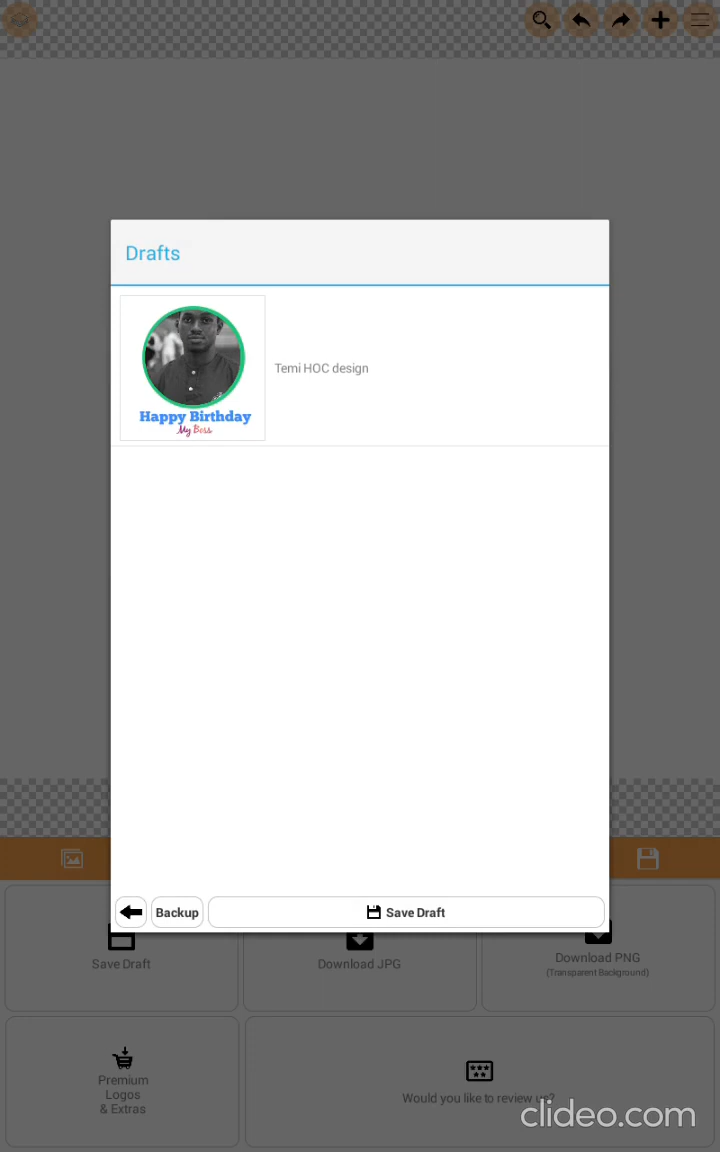 Drafts
Happy Birthday
My Boss
Temi HOC design
Backup
Save Draft
Save Draft
Download JPG
Download PNG
(Transparent Background)
Premium
Logos
& Extras
Would you like to review us?
clideo.com